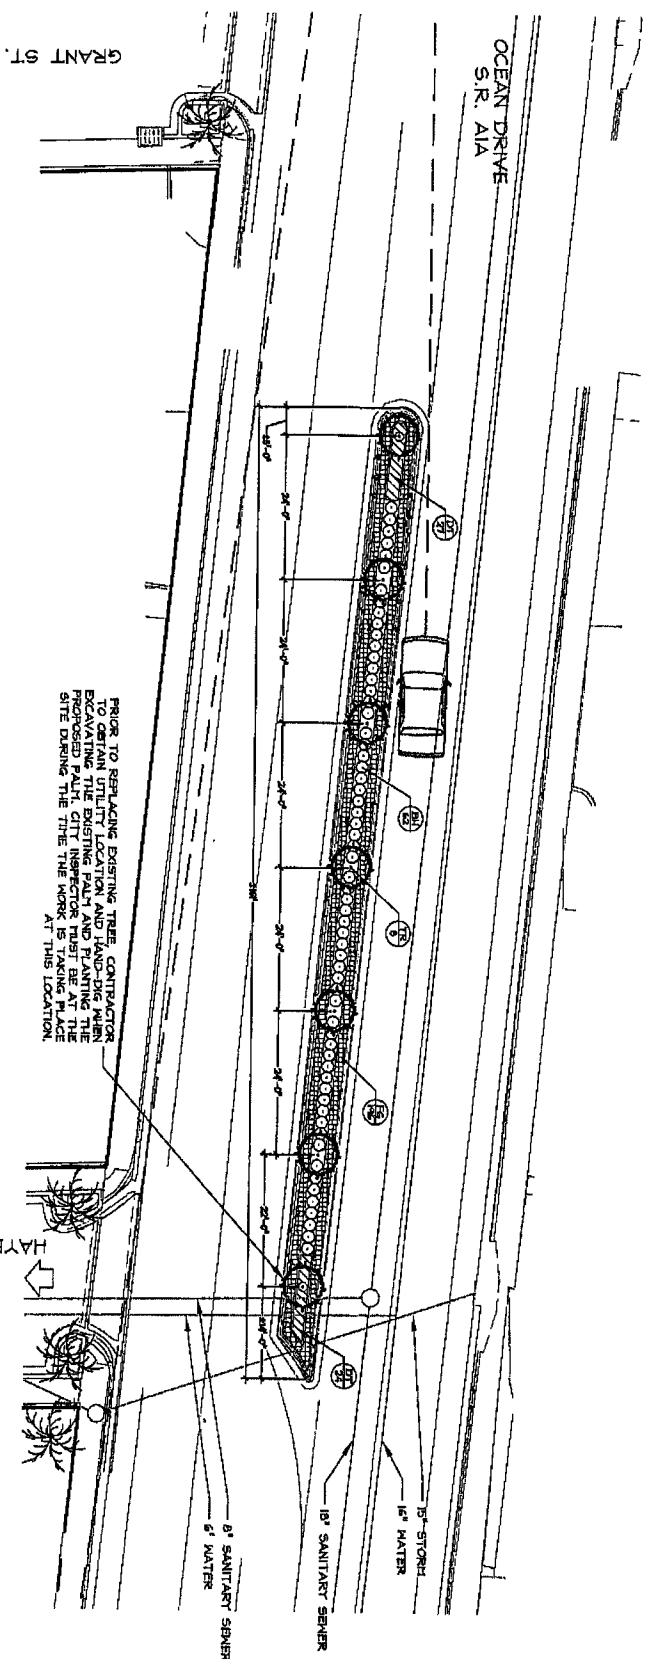 GRANT ST.
OCEAN DRIVE
S.R. A1A
24'-0"
24'-0"
24'-0"
24'-0"
24'-0"
22'-0"
TR
PRIOR TO REPLACING EXISTING TREE, CONTRACTOR
TO OBTAIN UTILITY LOCATION AND HAND-DIG WHEN
EXCAVATING THE EXISTING PALM AND PLANTING THE
PROPOSED PALM. CITY INSPECTOR MUST BE AT THE
SITE DURING THE TIME THE WORK IS TAKING PLACE
AT THIS LOCATION.
15" STORM
16" WATER
18" SANITARY SEWER
8" SANITARY SEWER
6" WATER